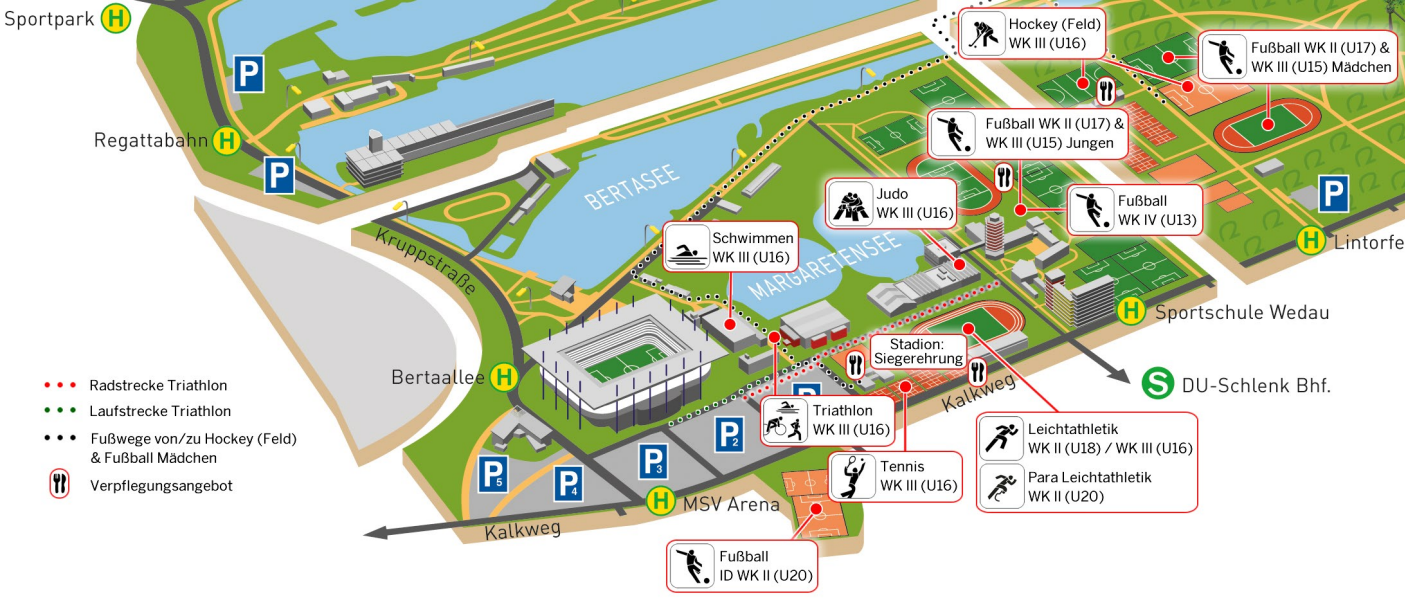 Sportpark H
P
Regattabahn H
P
Hockey (Feld)
WK III (U16)
Fußball WK II (U17) &
WK III (U15) Mädchen
Fußball WK II (U17) &
WK III (U15) Jungen
P
Lintorfe
H
Fußball
WK IV (U13)
Judo
WK III (U16)
BERTASEE
Kruppstraße
Schwimmen
WK III (U16)
MARGARETENSEE
H Sportschule Wedau
Stadion:
Siegerehrung
Bertaallee H
Kalkweg
S DU-Schlenk Bhf.
Radstrecke Triathlon
Laufstrecke Triathlon
Fußwege von/zu Hockey (Feld)
& Fußball Mädchen
Verpflegungsangebot
Triathlon
WK III (U16)
Leichtathletik
WK II (U18) / WK III (U16)
Para Leichtathletik
WK II (U20)
P2
P3
P4
P5
Tennis
WK III (U16)
H MSV Arena
Kalkweg
Fußball
ID WK II (U20)